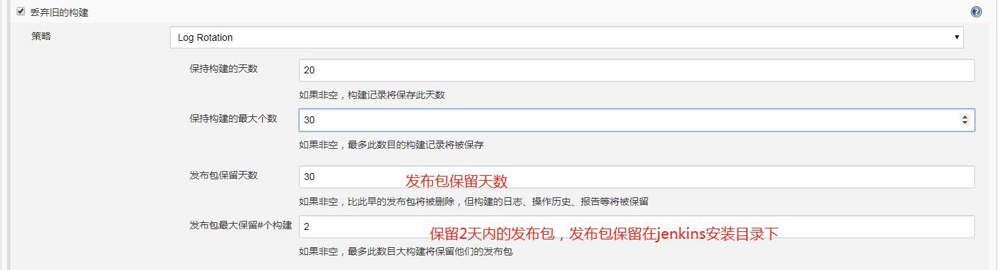 丢弃旧的构建
策略
Log Rotation
保持构建的天数
20
如果非空，构建记录将保存此天数
保持构建的最大个数
30
如果非空，最多此数目的构建记录将被保存
发布包保留天数
30
发布包保留天数
如果非空，比此早的发布包将被删除，但构建的日志、操作历史、报告等将被保留
发布包最大保留#个构建
2
保留2天内的发布包，发布包保留在jenkins安装目录下
如果非空，最多此数目大构建将保留他们的发布包